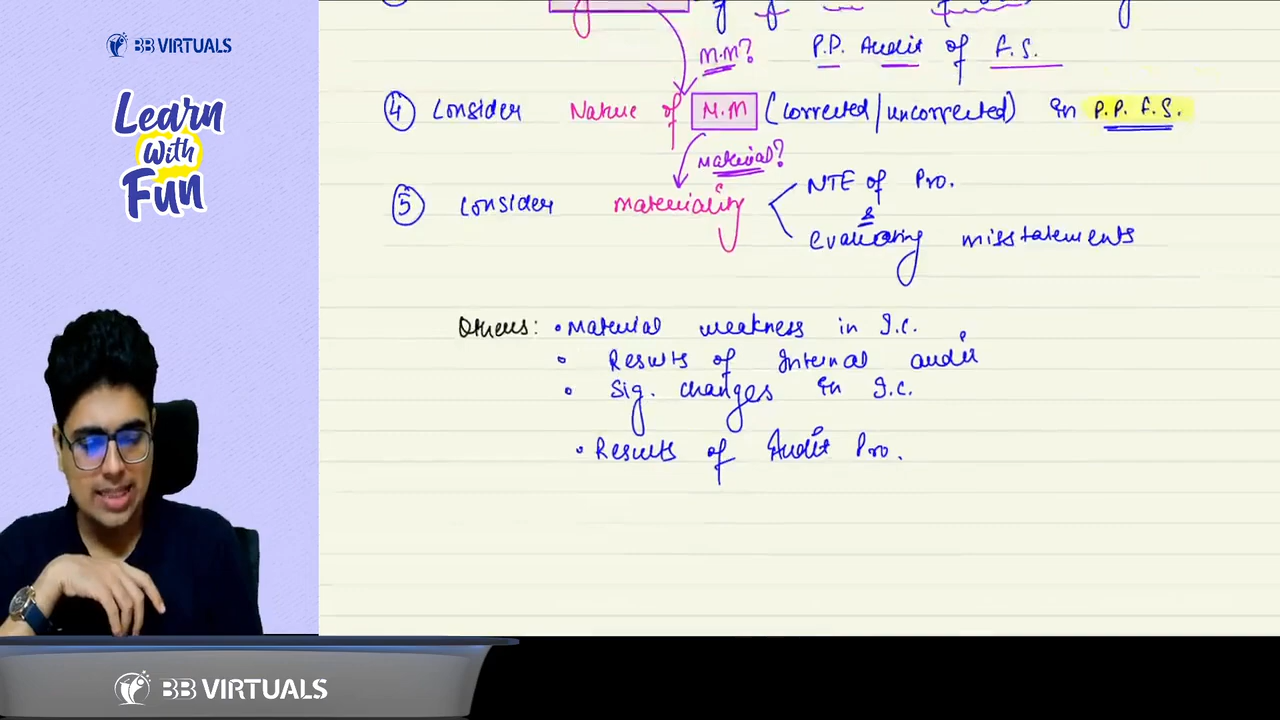 BB VIRTUALS
Learn
With
Fun
M.M?
P.P. Audit of F.S.
④ Consider Nature of M.M (Corrected/uncorrected) in P.P. F.S.
Material?
⑤ Consider materiality
NTE of Pro.
&
evaluating misstatements
Others: • Material weakness in I.C.
• Results of Internal audit
• Sig. changes in I.C.
• Results of Audit Pro.
BB VIRTUALS